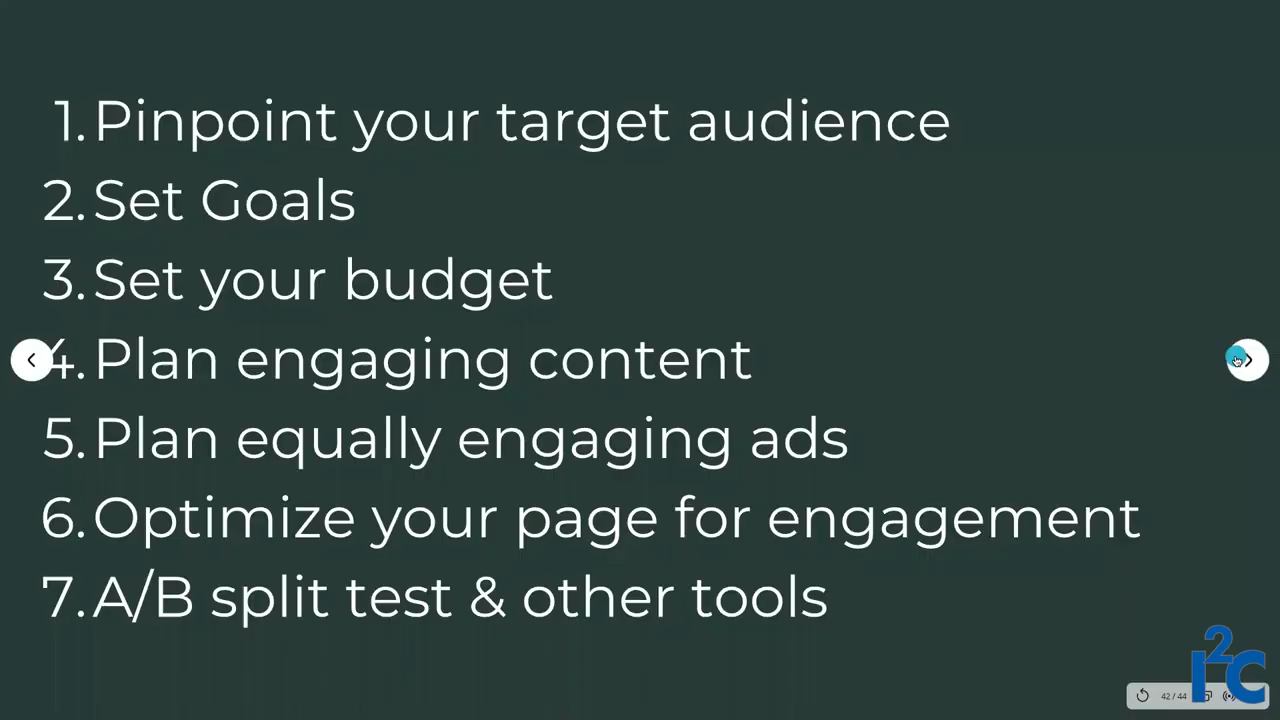 1. Pinpoint your target audience
2. Set Goals
3. Set your budget
4. Plan engaging content
5. Plan equally engaging ads
6. Optimize your page for engagement
7. A/B split test & other tools
I2C
42 / 44